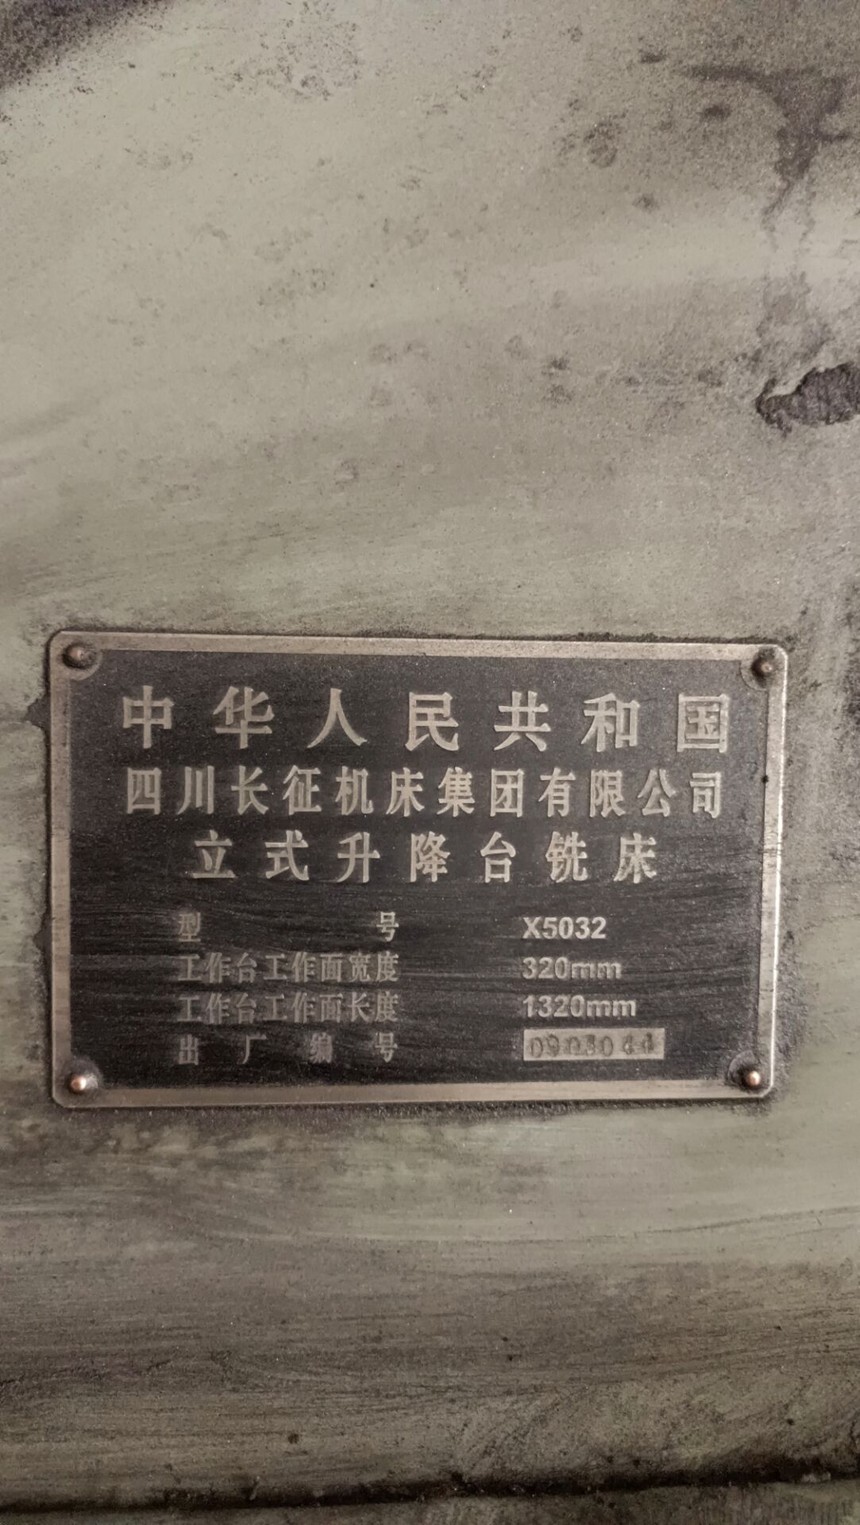 中华人民共和国
四川长征机床集团有限公司
立式升降台铣床
型号 X5032
工作台工作面宽度 320mm
工作台工作面长度 1320mm
出厂编号